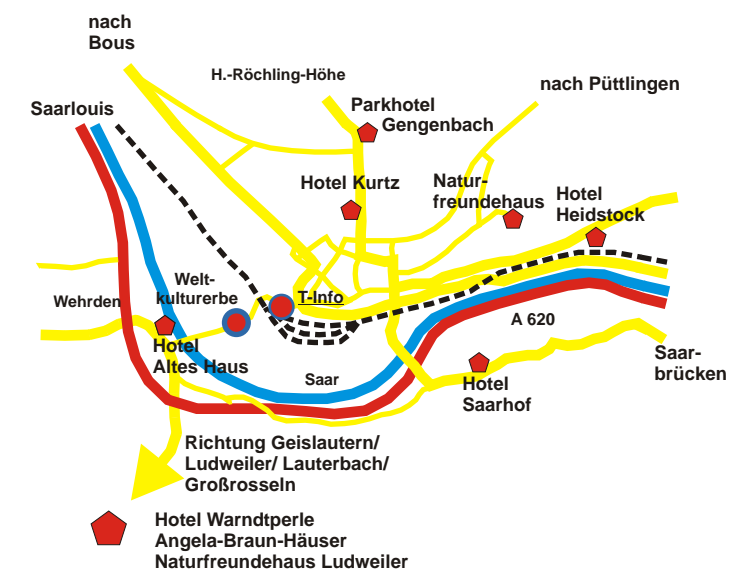 nach
Bous
H.-Röchling-Höhe
nach Püttlingen
Saarlouis
Parkhotel
Gengenbach
Hotel Kurtz
Natur-
freundehaus
Hotel
Heidstock
Welt-
kulturerbe
T-Info
Wehrden
A 620
Hotel
Altes Haus
Saar
Hotel
Saarhof
Saar-
brücken
Richtung Geislautern/
Ludweiler/ Lauterbach/
Großrosseln
Hotel Warndtperle
Angela-Braun-Häuser
Naturfreundehaus Ludweiler